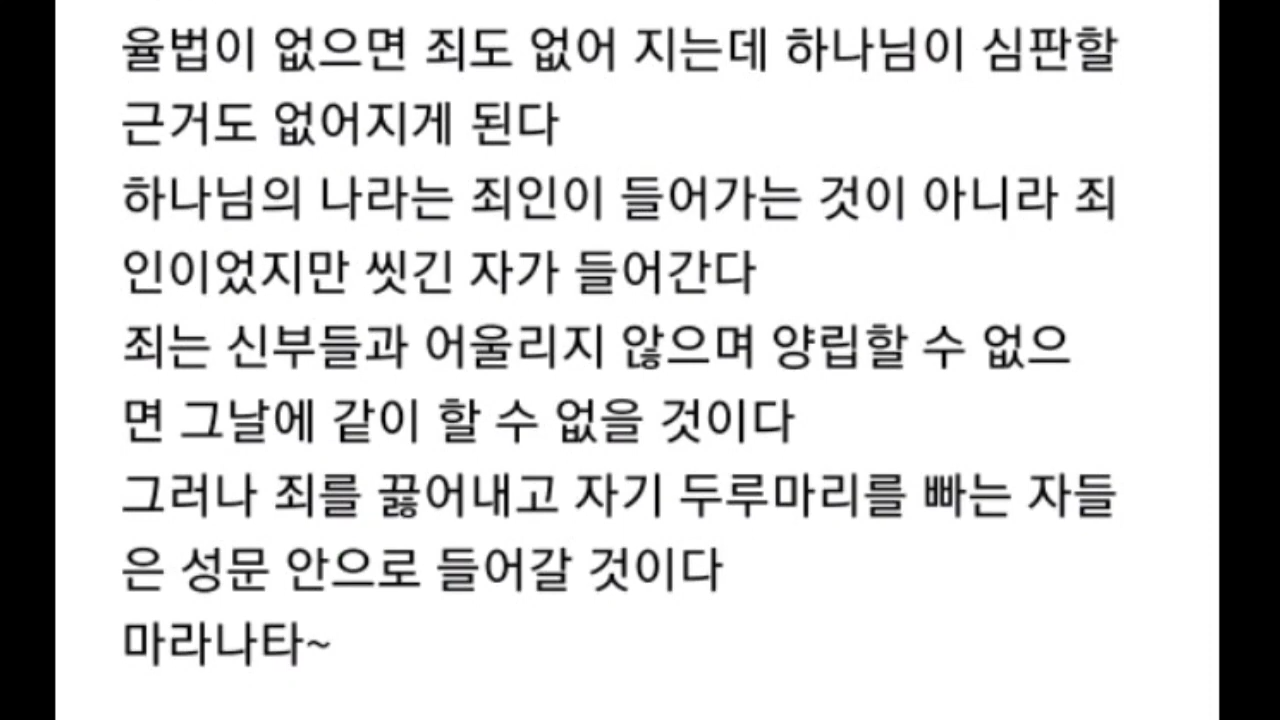 율법이 없으면 죄도 없어 지는데 하나님이 심판할
근거도 없어지게 된다
하나님의 나라는 죄인이 들어가는 것이 아니라 죄
인이었지만 씻긴 자가 들어간다
죄는 신부들과 어울리지 않으며 양립할 수 없으
면 그날에 같이 할 수 없을 것이다
그러나 죄를 끓어내고 자기 두루마리를 빠는 자들
은 성문 안으로 들어갈 것이다
마라나타~